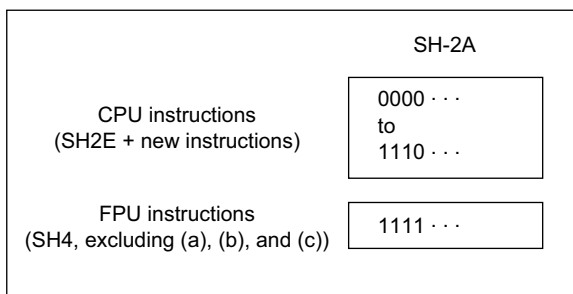 SH-2A
CPU instructions
(SH2E + new instructions)
0000 · · ·
to
1110 · · ·
FPU instructions
(SH4, excluding (a), (b), and (c))
1111 · · ·